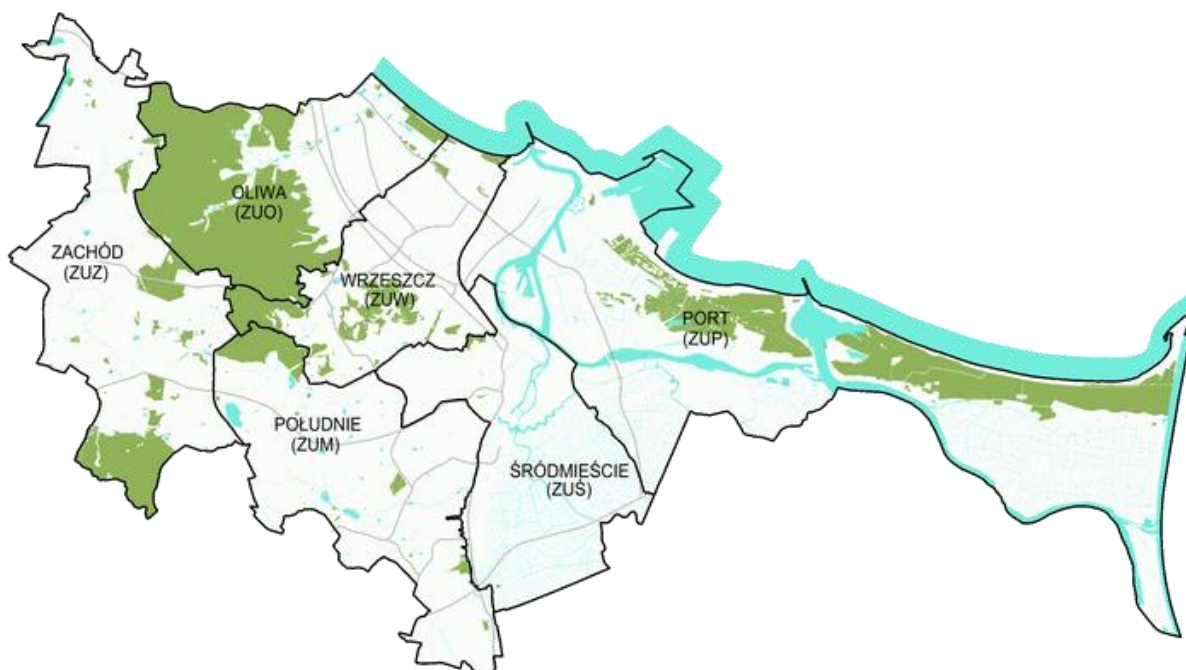 OLIWA
(ZUO)
ZACHÓD
(ZUZ)
WRZESZCZ
(ZUW)
PORT
(ZUP)
POŁUDNIE
(ZUM)
ŚRÓDMIEŚCIE
(ZUŚ)